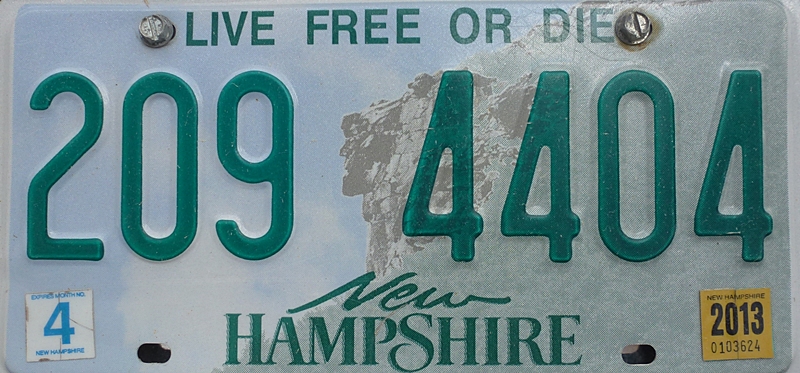 LIVE FREE OR DIE
209 4404
EXPIRES MONTH NO.
4
NEW HAMPSHIRE
New
HAMPSHIRE
NEW HAMPSHIRE
2013
0103624